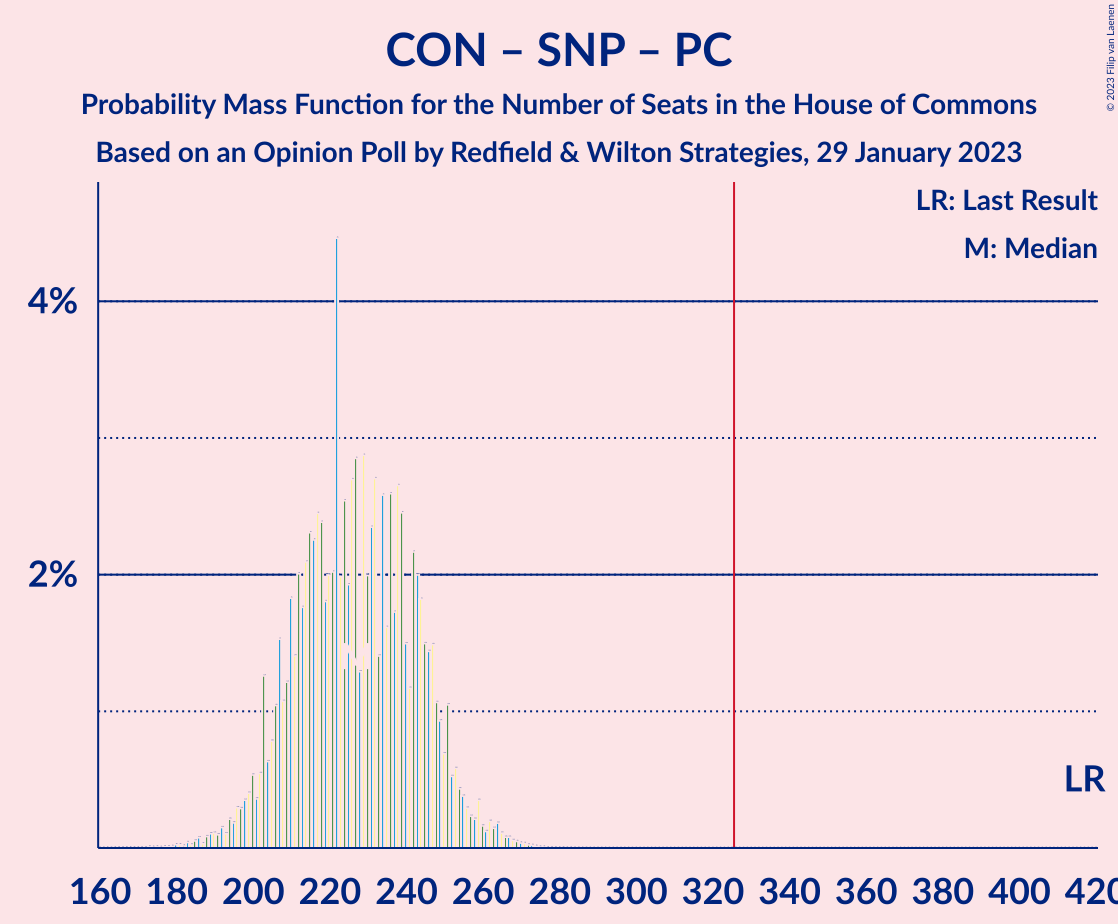 CON – SNP – PC
Probability Mass Function for the Number of Seats in the House of Commons
Based on an Opinion Poll by Redfield & Wilton Strategies, 29 January 2023
© 2023 Filip van Laenen
LR: Last Result
M: Median
4%
2%
LR
160 180 200 220 240 260 280 300 320 340 360 380 400 420